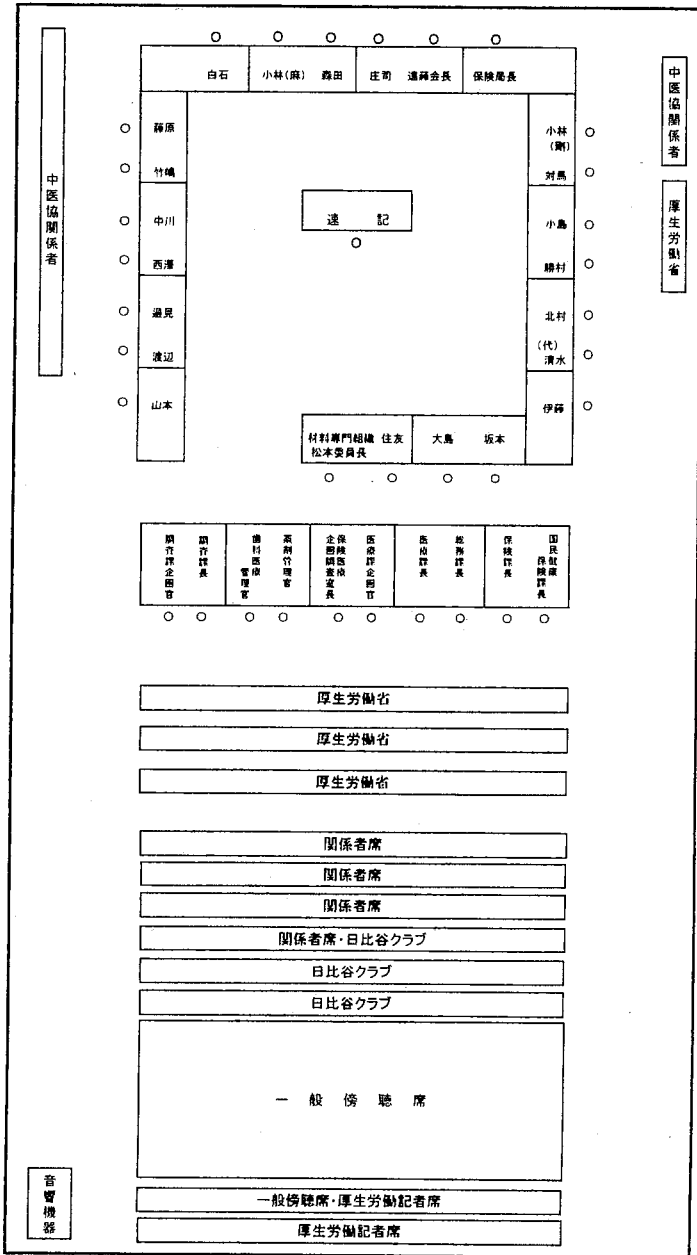 白石 小林(麻) 森田 庄司 遠藤会長 保険局長
中医協関係者
中医協関係者
厚生労働省
藤原
竹嶋
中川
西澤
邉見
渡辺
山本
速記
小林
(剛)
対馬
小島
勝村
北村
(代)
清水
伊藤
材料専門組織 住友
松本委員長
大島 坂本
調査課企画官
調査課長
歯科医療
管理官
薬剤管理官
保険医療
企画調査室長
医療課企画官
医療課長
総務課長
保険課長
国民健康
保険課長
厚生労働省
厚生労働省
厚生労働省
関係者席
関係者席
関係者席
関係者席・日比谷クラブ
日比谷クラブ
日比谷クラブ
一般傍聴席
音響機器
一般傍聴席・厚生労働記者席
厚生労働記者席